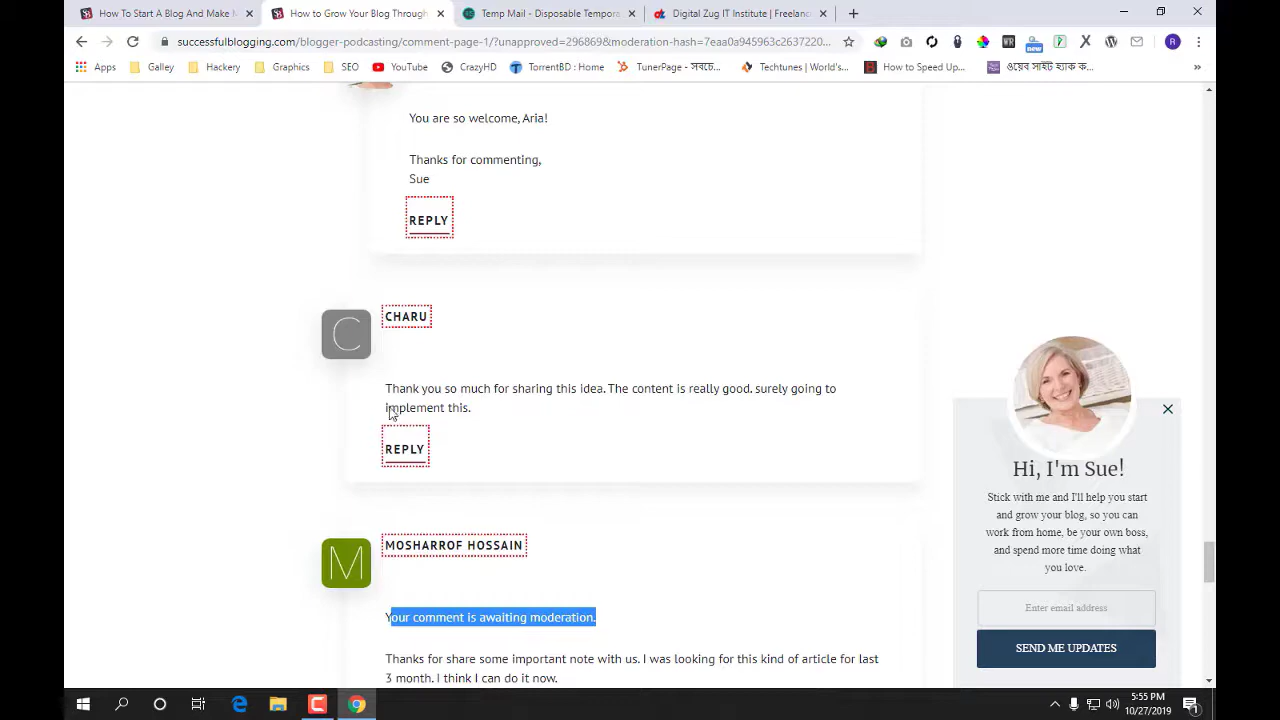 How To Start A Blog And Make M
How to Grow Your Blog Through
Temp Mail - Disposable Tempora
Digital Zug IT Institute | Freelanc
successfulblogging.com/blogger-podcasting/comment-page-1/?unapproved=296869&moderation-hash=7eaa0a945963c2637220...
new
WR
R
Apps
Galley
Hackery
Graphics
SEO
YouTube
CrazyHD
TorrentBD : Home
TunerPage - সবচে...
Techtunes | World's...
How to Speed Up...
ওয়েব সাইট হ্যাক ক...
You are so welcome, Aria!
Thanks for commenting,
Sue
REPLY
C
CHARU
Thank you so much for sharing this idea. The content is really good. surely going to
implement this.
REPLY
M
MOSHARROF HOSSAIN
Your comment is awaiting moderation.
Thanks for share some important note with us. I was looking for this kind of article for last
3 month. I think I can do it now.
Hi, I'm Sue!
Stick with me and I'll help you start
and grow your blog, so you can
work from home, be your own boss,
and spend more time doing what
you love.
Enter email address
SEND ME UPDATES
5:55 PM
10/27/2019
1